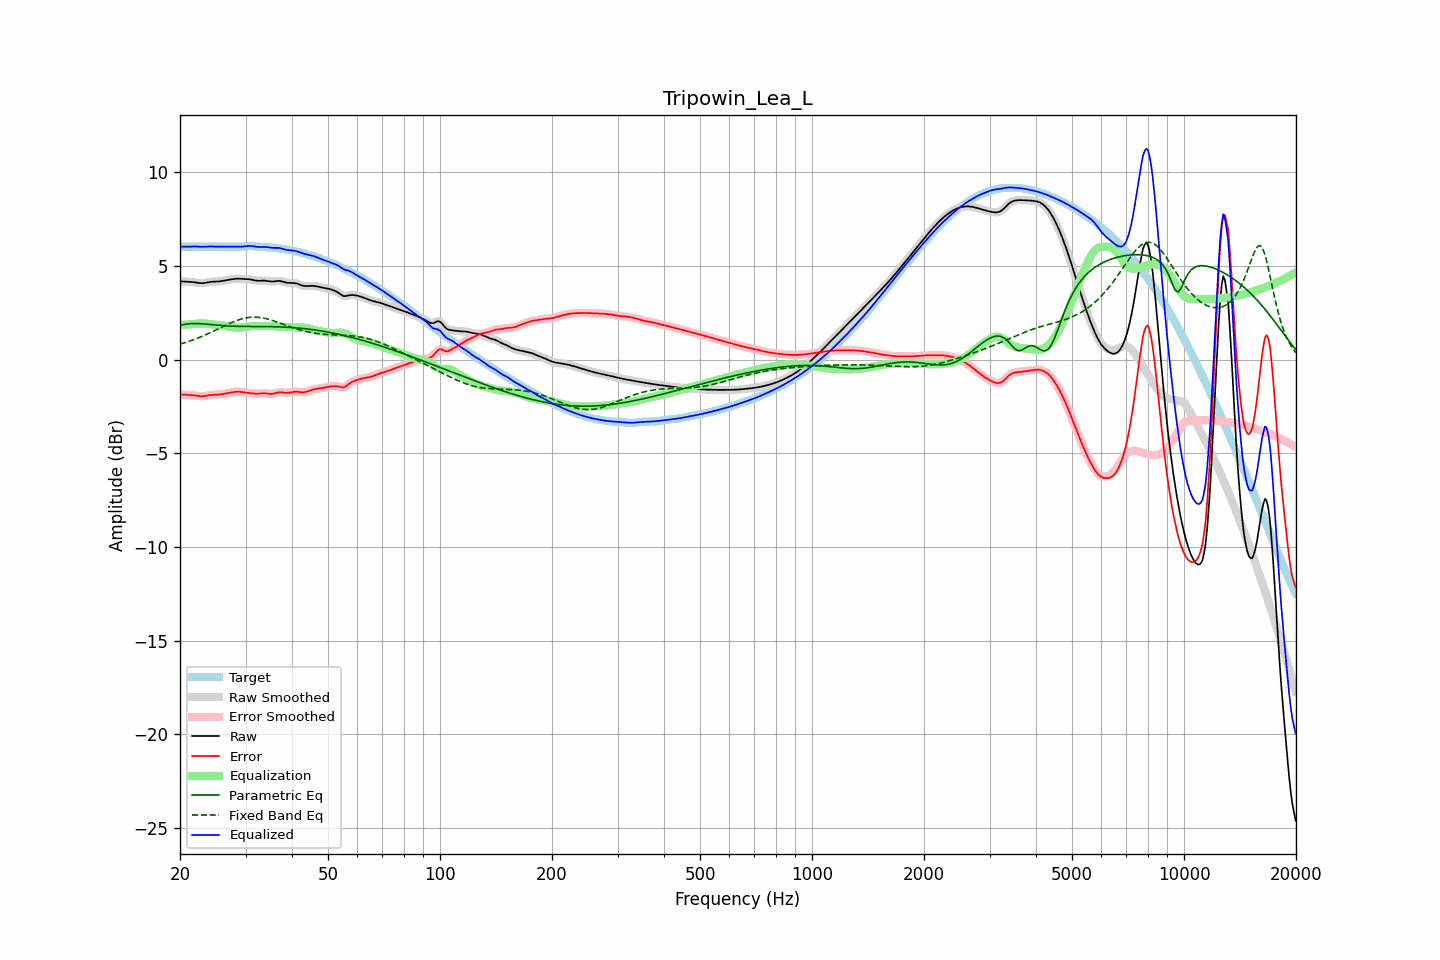 Tripowin_Lea_L
Amplitude (dBr)
10
5
0
−5
−10
−15
−20
−25
Target
Raw Smoothed
Error Smoothed
Raw
Error
Equalization
Parametric Eq
Fixed Band Eq
Equalized
20 50 100 200 500 1000 2000 5000 10000 20000
Frequency (Hz)